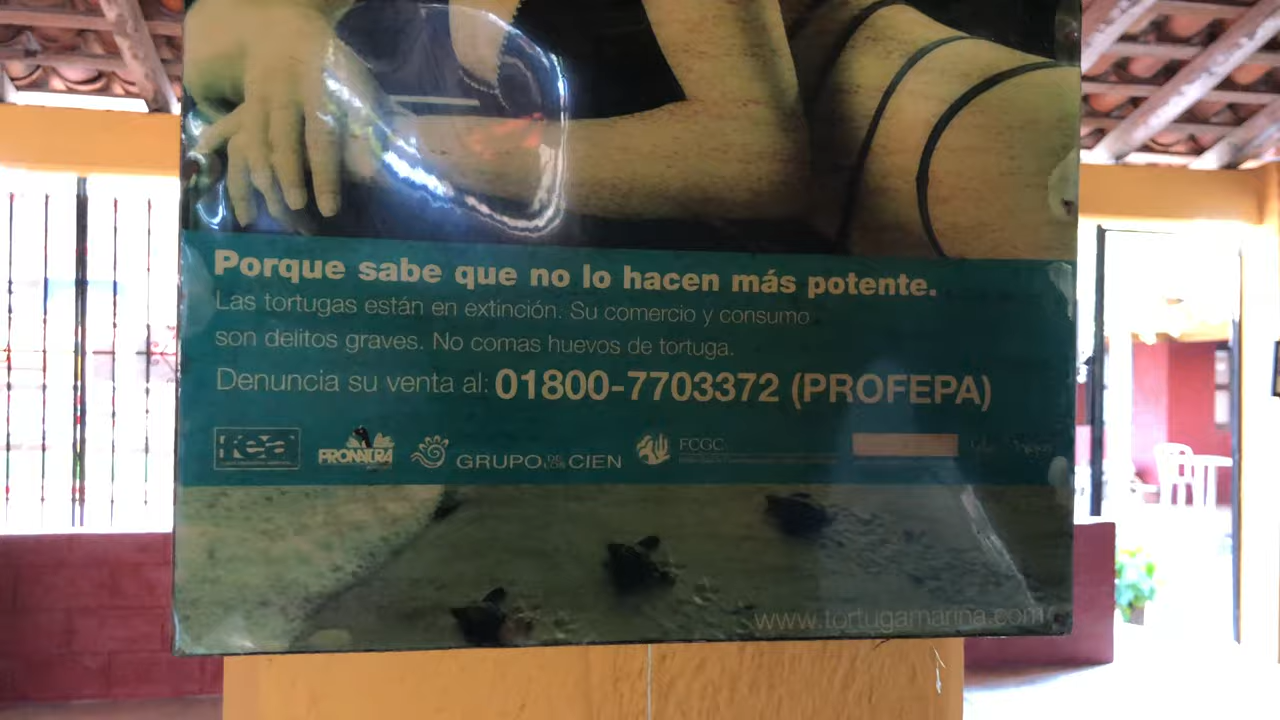 Porque sabe que no lo hacen más potente.
Las tortugas están en extinción. Su comercio y consumo
son delitos graves. No comas huevos de tortuga.
Denuncia su venta al: 01800-7703372 (PROFEPA)
tea PRONATURA GRUPO DE LOS CIEN FCGC
www.tortugamarina.com